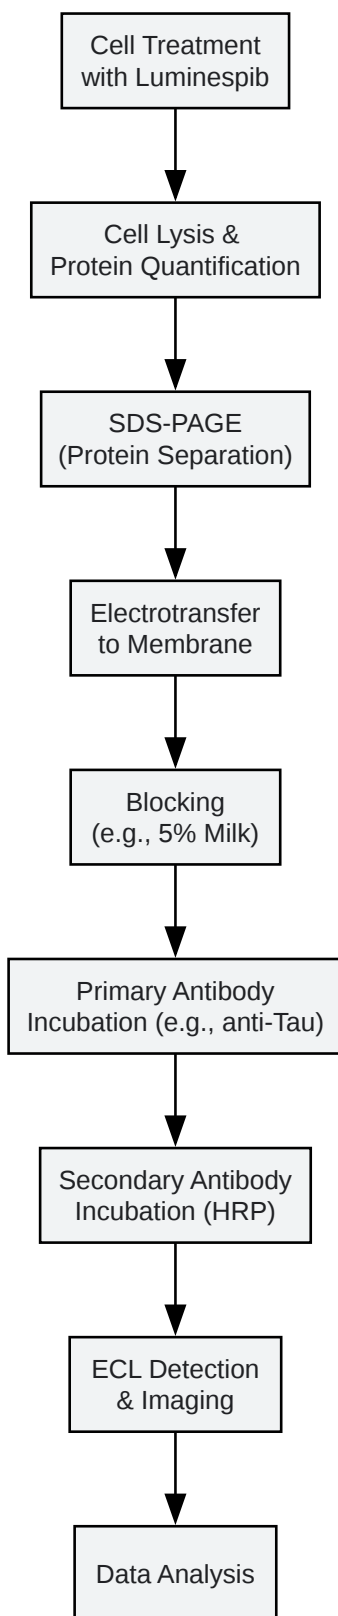 Cell Treatment
with Luminespib
Cell Lysis &
Protein Quantification
SDS-PAGE
(Protein Separation)
Electrotransfer
to Membrane
Blocking
(e.g., 5% Milk)
Primary Antibody
Incubation (e.g., anti-Tau)
Secondary Antibody
Incubation (HRP)
ECL Detection
& Imaging
Data Analysis